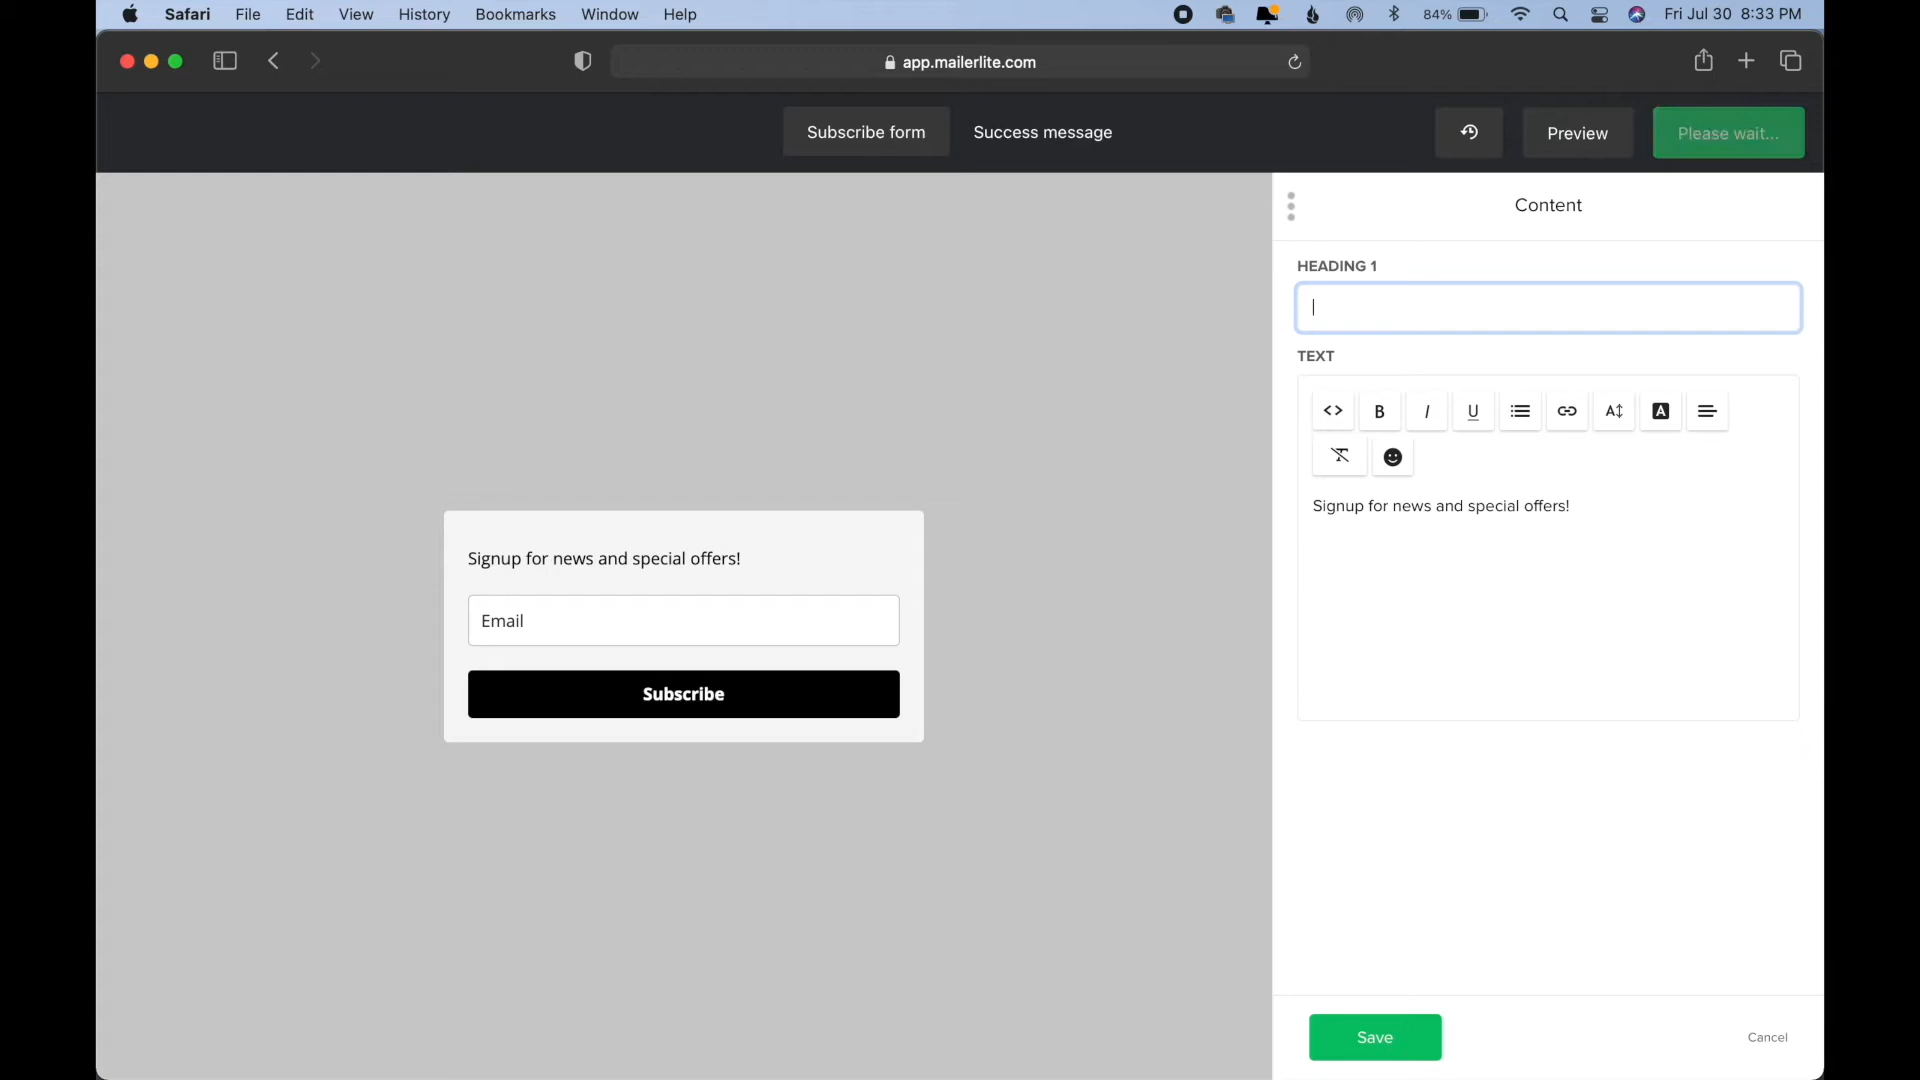 Safari File Edit View History Bookmarks Window Help 84% Fri Jul 30 8:33 PM
app.mailerlite.com
Subscribe form Success message Preview Please wait...
Content
HEADING 1
TEXT
B I U A A
Signup for news and special offers!
Signup for news and special offers!
Email
Subscribe
Save Cancel